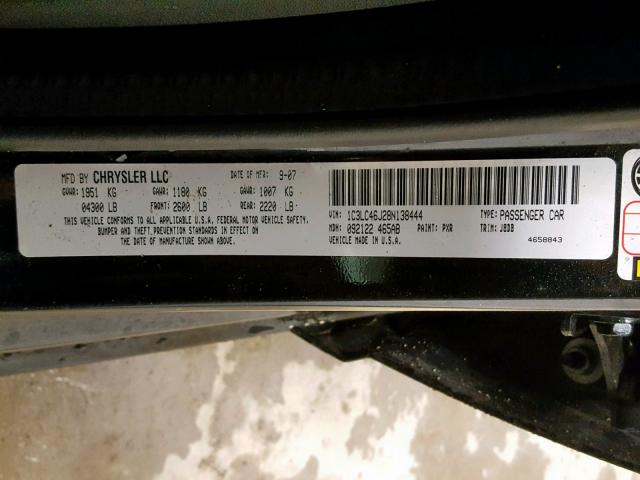 MFD BY CHRYSLER LLC DATE OF MFR: 9-07
GVWR: 1951 KG GAWR: 1180 KG GAWR: 1007 KG
04300 LB FRONT: 2600 LB REAR: 2220 LB
THIS VEHICLE CONFORMS TO ALL APPLICABLE U.S.A. FEDERAL MOTOR VEHICLE SAFETY,
BUMPER AND THEFT PREVENTION STANDARDS IN EFFECT ON
THE DATE OF MANUFACTURE SHOWN ABOVE.
VIN: 1C3LC46J28N138444 TYPE: PASSENGER CAR
MDH: 092122 465AB PAINT: PXR TRIM: J8DB
VEHICLE MADE IN U.S.A. 4658843